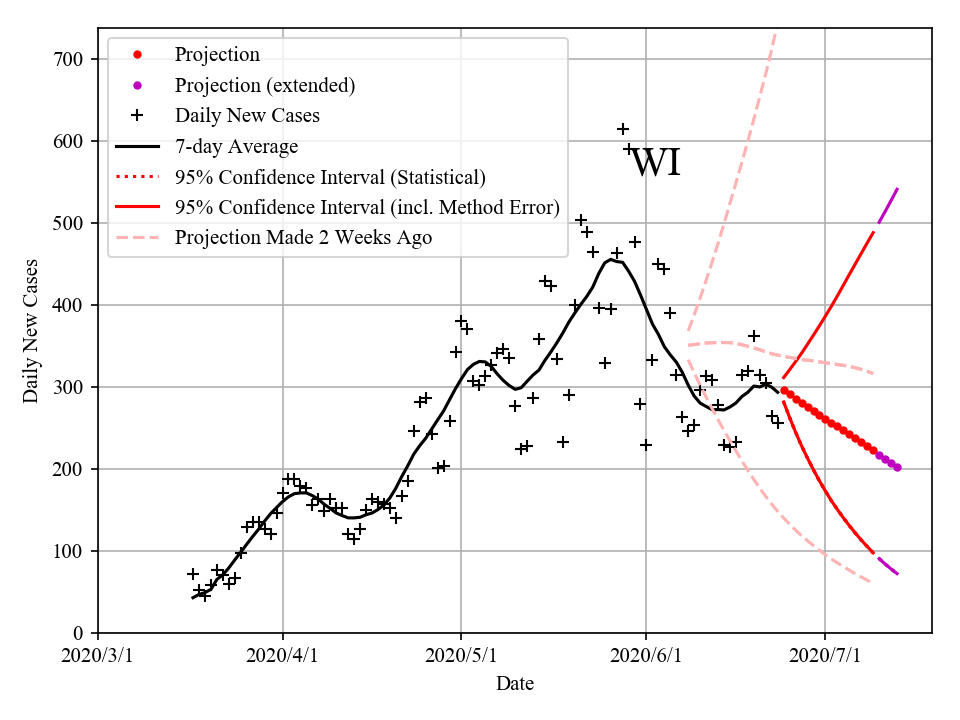 700
600
500
400
300
200
100
0
Daily New Cases
Projection
Projection (extended)
Daily New Cases
7-day Average
95% Confidence Interval (Statistical)
95% Confidence Interval (incl. Method Error)
Projection Made 2 Weeks Ago
WI
2020/3/1 2020/4/1 2020/5/1 2020/6/1 2020/7/1
Date